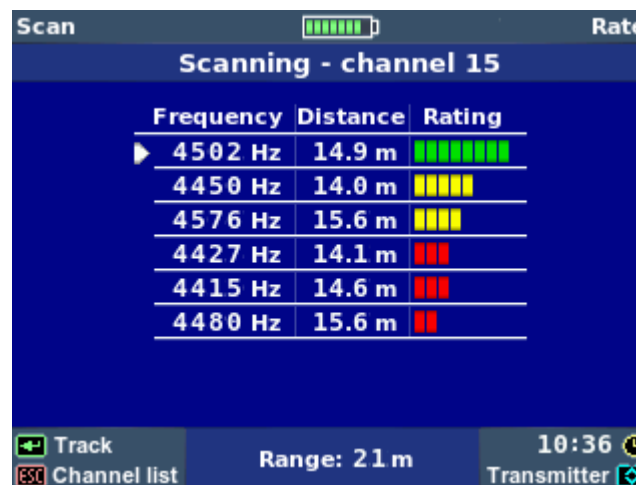 Scan Rate
Scanning - channel 15
Frequency Distance Rating
4502 Hz 14.9 m
4450 Hz 14.0 m
4576 Hz 15.6 m
4427 Hz 14.1 m
4415 Hz 14.6 m
4480 Hz 15.6 m
Track Range: 21 m 10:36
ESC Channel list Transmitter